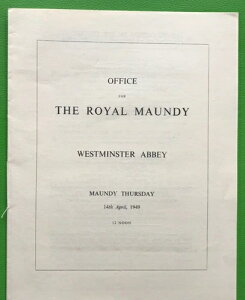 OFFICE
FOR
THE ROYAL MAUNDY
WESTMINSTER ABBEY
MAUNDY THURSDAY
14th April, 1949
12 NOON